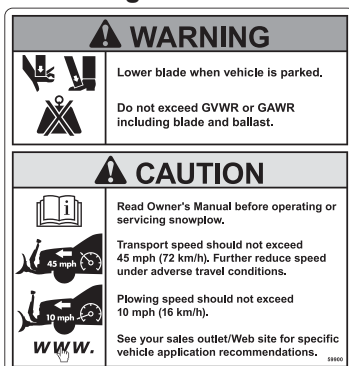 WARNING
Lower blade when vehicle is parked.
Do not exceed GVWR or GAWR
including blade and ballast.
CAUTION
Read Owner's Manual before operating or
servicing snowplow.
Transport speed should not exceed
45 mph (72 km/h). Further reduce speed
under adverse travel conditions.
45 mph
Plowing speed should not exceed
10 mph (16 km/h).
10 mph
See your sales outlet/Web site for specific
vehicle application recommendations.
www.
59900